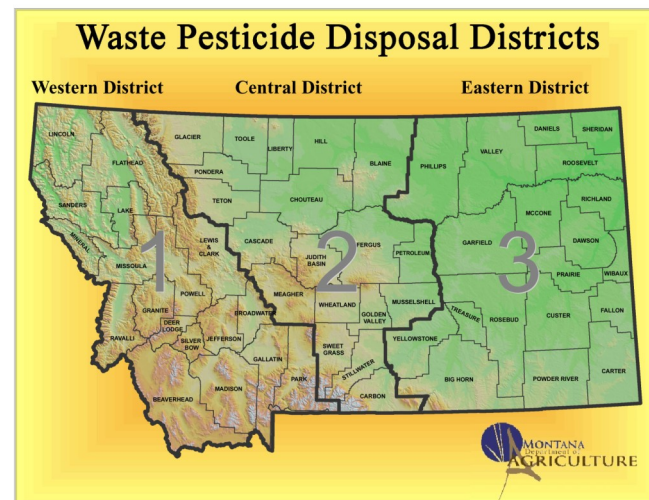 Waste Pesticide Disposal Districts
Western District
Central District
Eastern District
LINCOLN
FLATHEAD
SANDERS
LAKE
MINERAL
MISSOULA
POWELL
LEWIS
&
CLARK
GRANITE
DEER
LODGE
RAVALLI
SILVER
BOW
JEFFERSON
BROADWATER
GALLATIN
PARK
MADISON
BEAVERHEAD
1
GLACIER
TOOLE
LIBERTY
HILL
BLAINE
PONDERA
TETON
CHOUTEAU
CASCADE
JUDITH
BASIN
FERGUS
PETROLEUM
MEAGHER
WHEATLAND
GOLDEN
VALLEY
MUSSELSHELL
SWEET
GRASS
STILLWATER
CARBON
2
PHILLIPS
VALLEY
DANIELS
SHERIDAN
ROOSEVELT
RICHLAND
MCCONE
GARFIELD
DAWSON
PRAIRIE
WIBAUX
TREASURE
ROSEBUD
CUSTER
FALLON
YELLOWSTONE
BIG HORN
POWDER RIVER
CARTER
3
MONTANA
Department of
AGRICULTURE